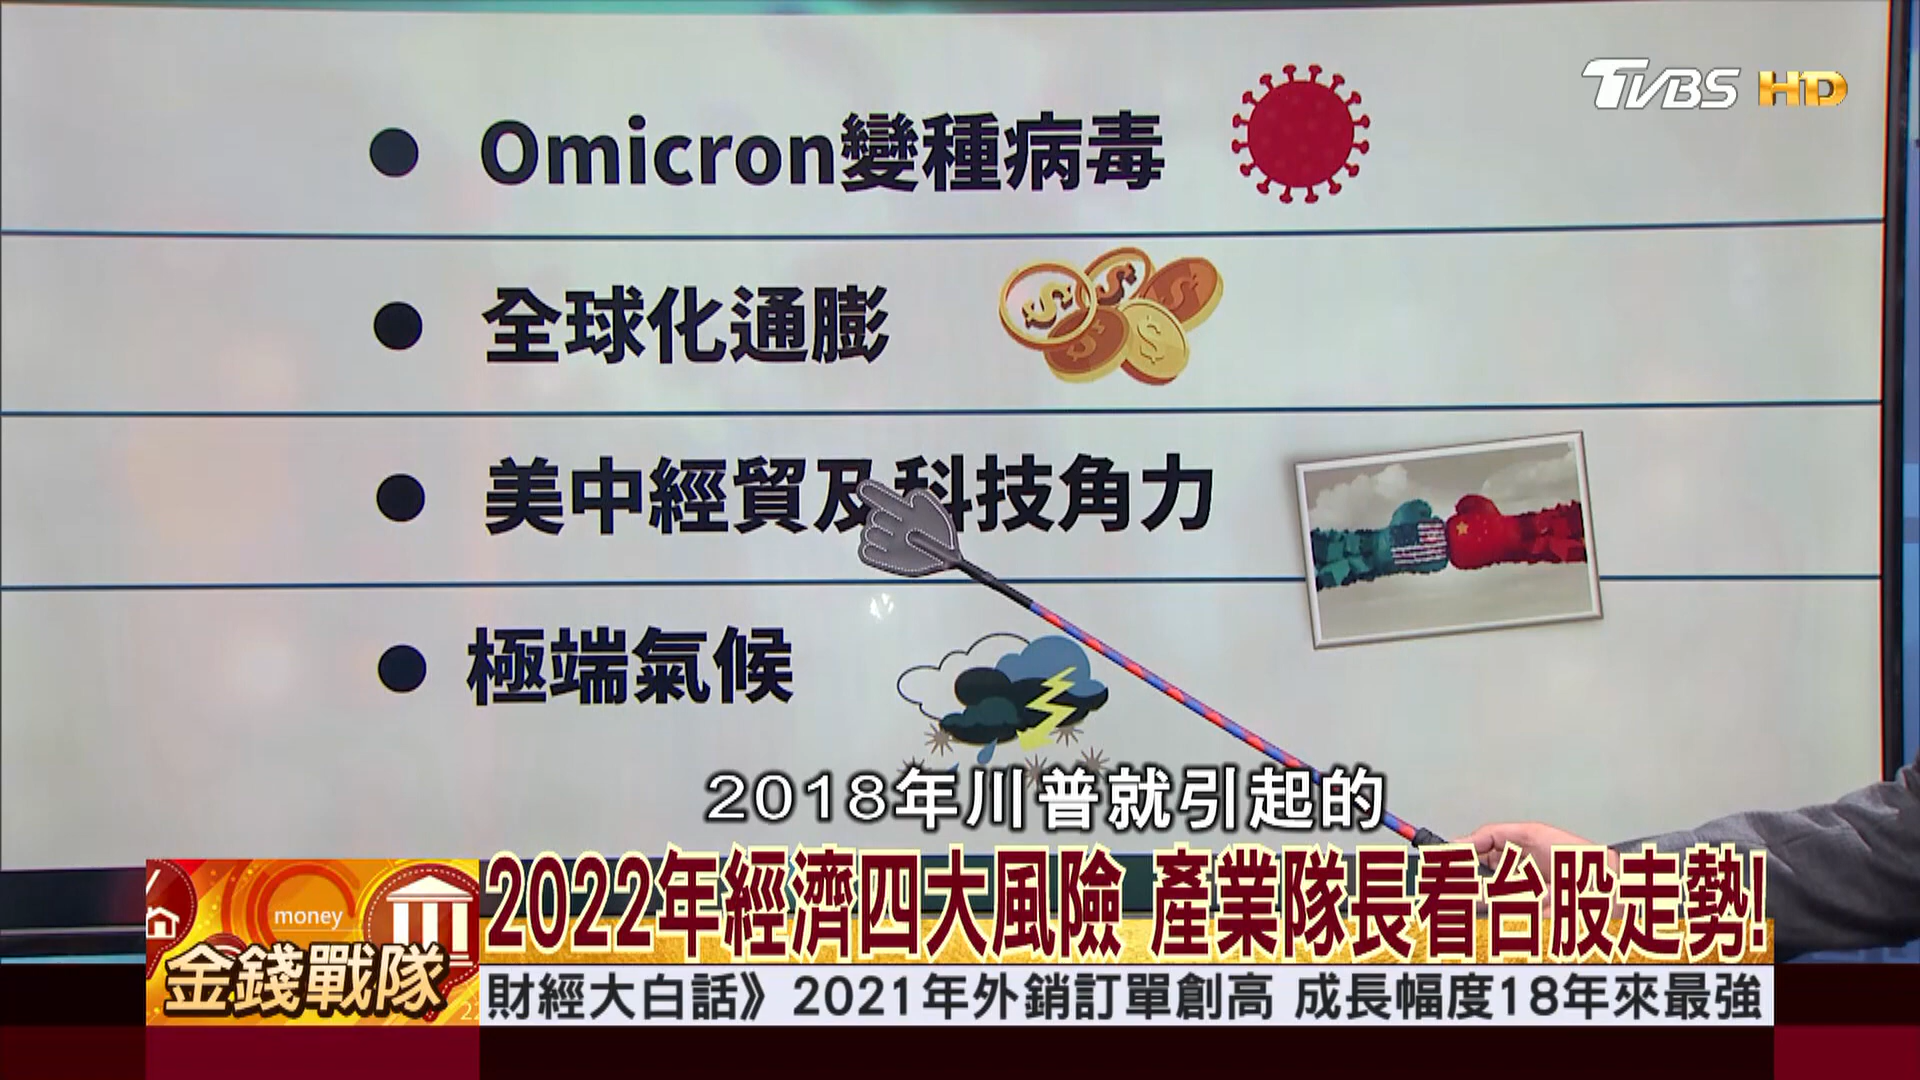 TVBS HD
● Omicron變種病毒
● 全球化通膨
● 美中經貿及科技角力
● 極端氣候
2018年川普就引起的
money
金錢戰隊
2022年經濟四大風險 產業隊長看台股走勢!
財經大白話》2021年外銷訂單創高 成長幅度18年來最強